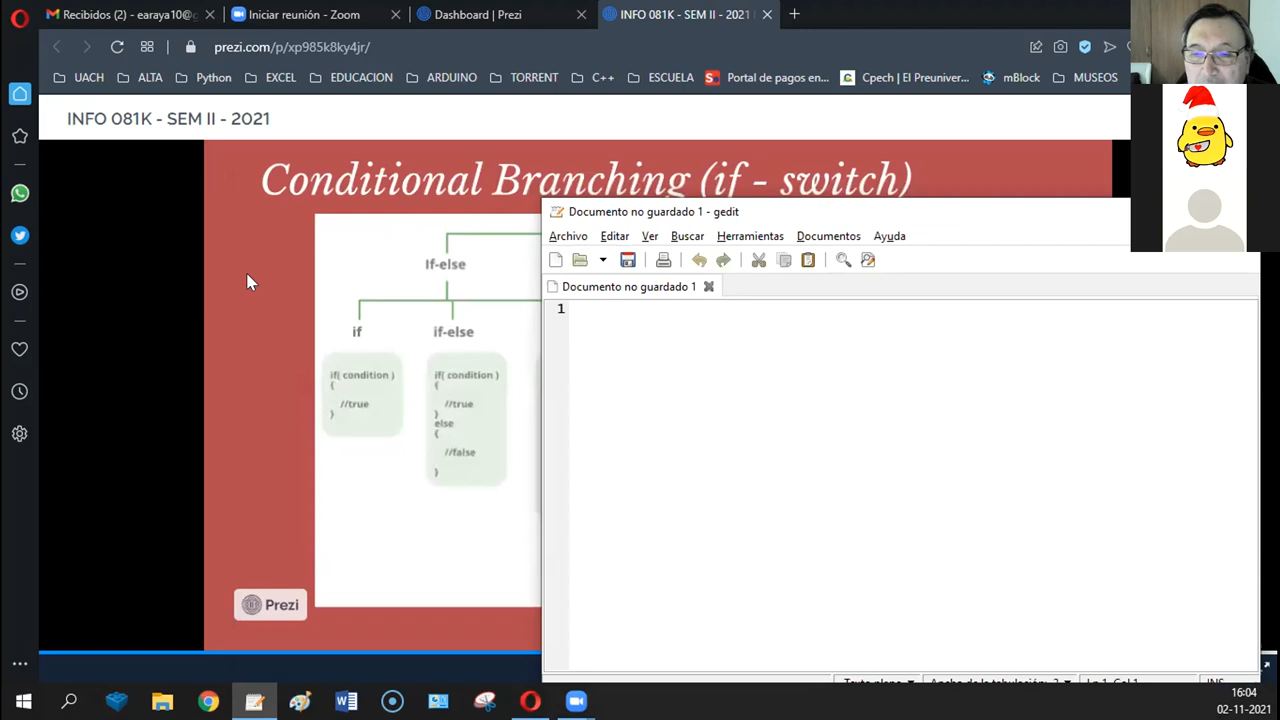 Recibidos (2) - earaya10@g
Iniciar reunión - Zoom
Dashboard | Prezi
INFO 081K - SEM II - 2021
prezi.com/p/xp985k8ky4jr/
UACH
ALTA
Python
EXCEL
EDUCACION
ARDUINO
TORRENT
C++
ESCUELA
Portal de pagos en...
Cpech | El Preuniver...
mBlock
MUSEOS
INFO 081K - SEM II - 2021
Conditional Branching (if - switch)
If-else
if
if-else
if( condition )
{
//true
}
if( condition )
{
//true
}
else
{
//false
}
Prezi
Documento no guardado 1 - gedit
Archivo Editar Ver Buscar Herramientas Documentos Ayuda
Documento no guardado 1
1
16:04
02-11-2021